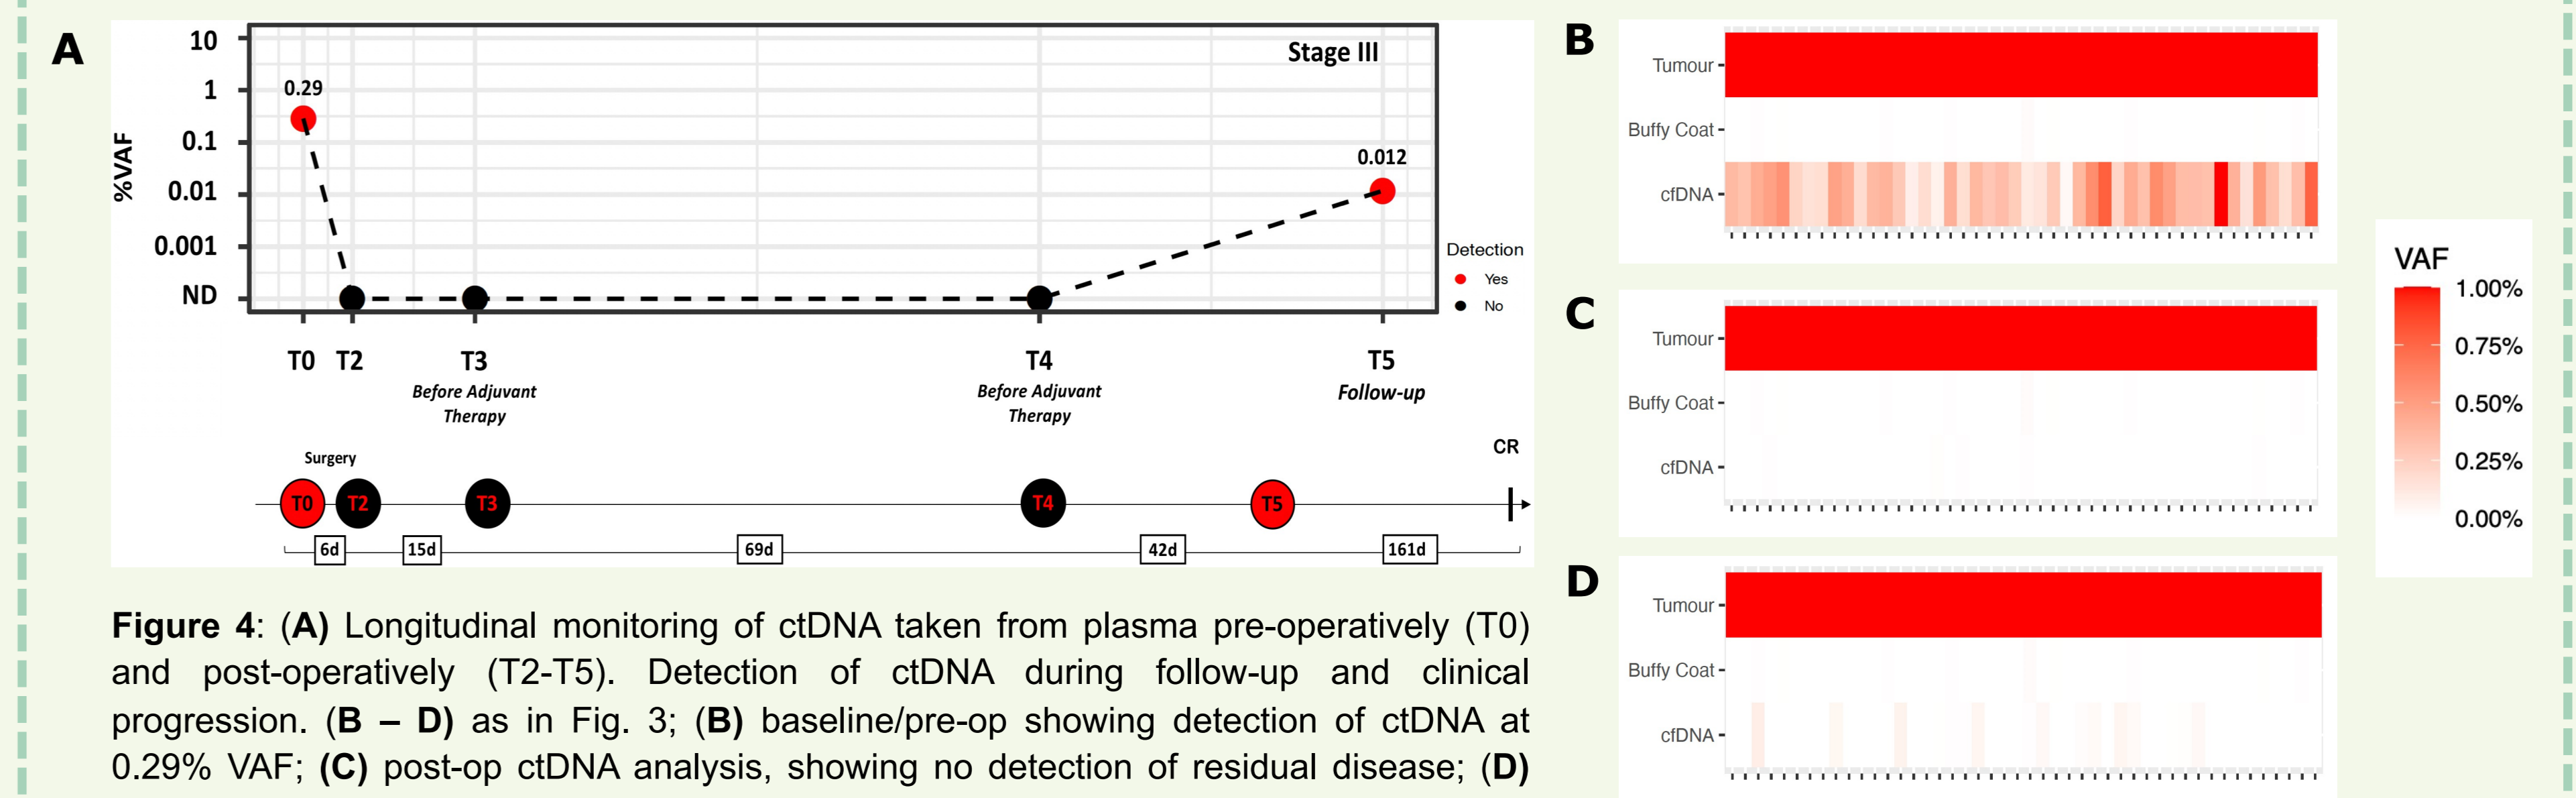 A
10
1
0.1
0.01
0.001
ND
%VAF
Stage III
0.29
0.012
Detection
Yes
No
T0 T2 T3 T4 T5
Before Adjuvant Therapy
Before Adjuvant Therapy
Follow-up
Surgery
CR
T0 T2 T3 T4 T5
6d 15d 69d 42d 161d
Figure 4: (A) Longitudinal monitoring of ctDNA taken from plasma pre-operatively (T0)
and post-operatively (T2-T5). Detection of ctDNA during follow-up and clinical
progression. (B – D) as in Fig. 3; (B) baseline/pre-op showing detection of ctDNA at
0.29% VAF; (C) post-op ctDNA analysis, showing no detection of residual disease; (D)
B
Tumour
Buffy Coat
cfDNA
C
Tumour
Buffy Coat
cfDNA
D
Tumour
Buffy Coat
cfDNA
VAF
1.00%
0.75%
0.50%
0.25%
0.00%